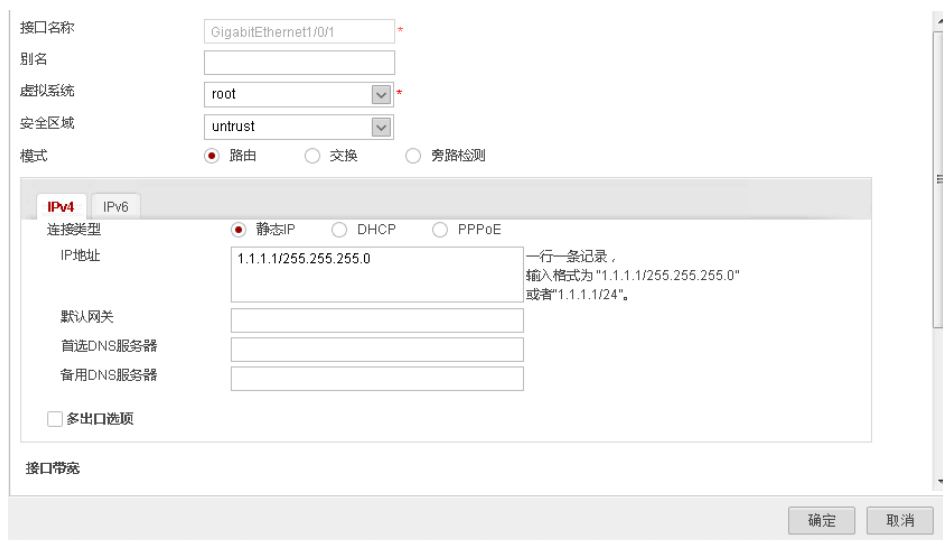 接口名称 GigabitEthernet1/0/1 *
别名
虚拟系统 root *
安全区域 untrust
模式 路由 交换 旁路检测
IPv4 IPv6
连接类型 静态IP DHCP PPPoE
IP地址 1.1.1.1/255.255.255.0 一行一条记录，
输入格式为 "1.1.1.1/255.255.255.0"
或者"1.1.1.1/24"。
默认网关
首选DNS服务器
备用DNS服务器
多出口选项
接口带宽
确定 取消